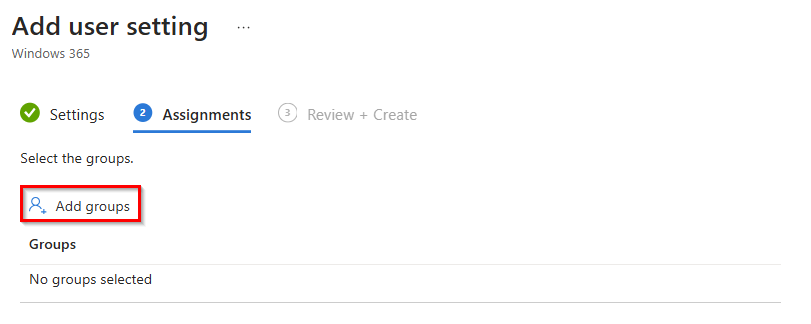 Add user setting ...
Windows 365
Settings 2 Assignments 3 Review + Create
Select the groups.
Add groups
Groups
No groups selected